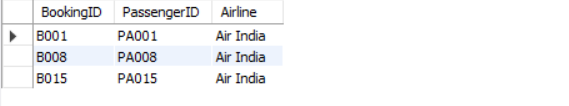 BookingID PassengerID Airline
B001 PA001 Air India
B008 PA008 Air India
B015 PA015 Air India